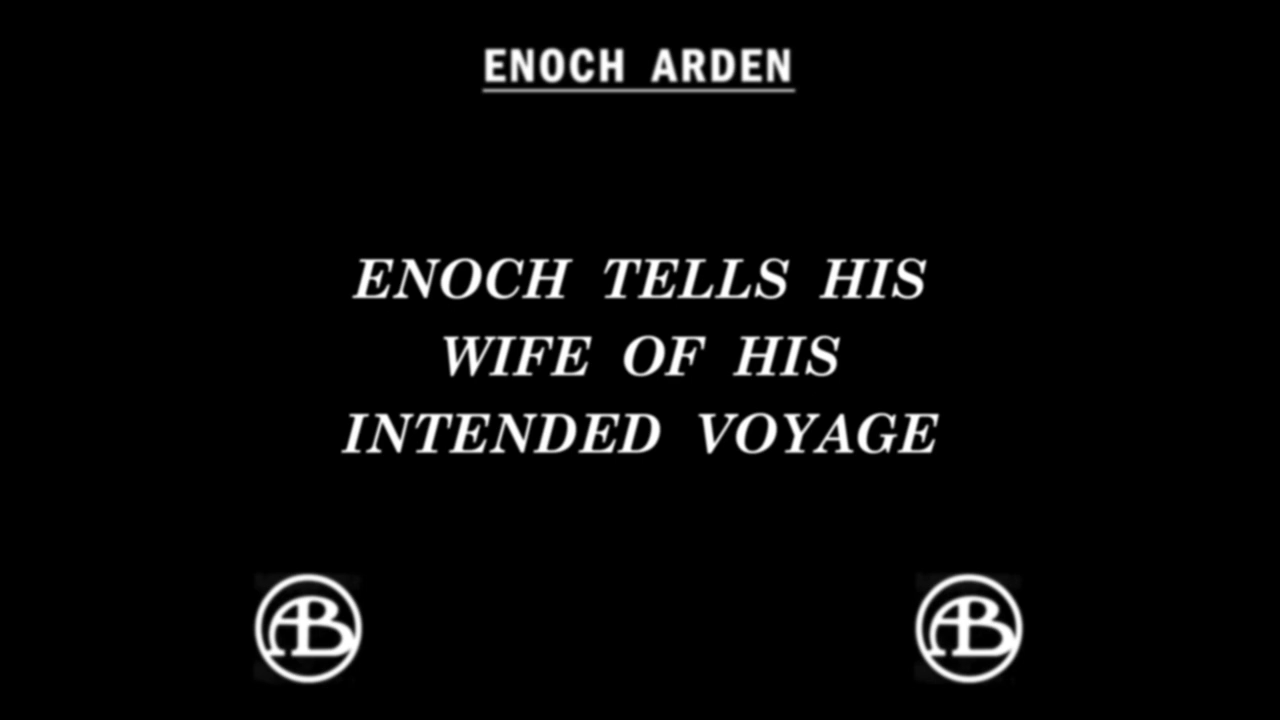 ENOCH ARDEN
ENOCH TELLS HIS
WIFE OF HIS
INTENDED VOYAGE
AB AB